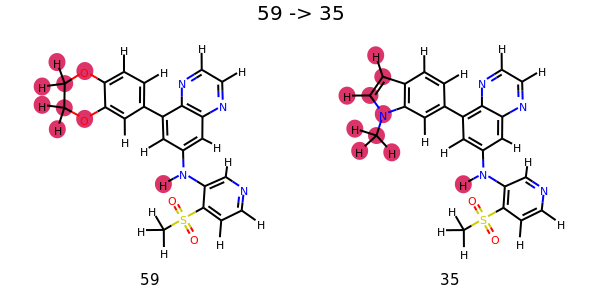 59 -> 35
H H H H H H H H H H H H H H H H
O O N N N N H N S O O
H H H H H H H H H H H H H H H H H
N N N N H N S O O
59 35